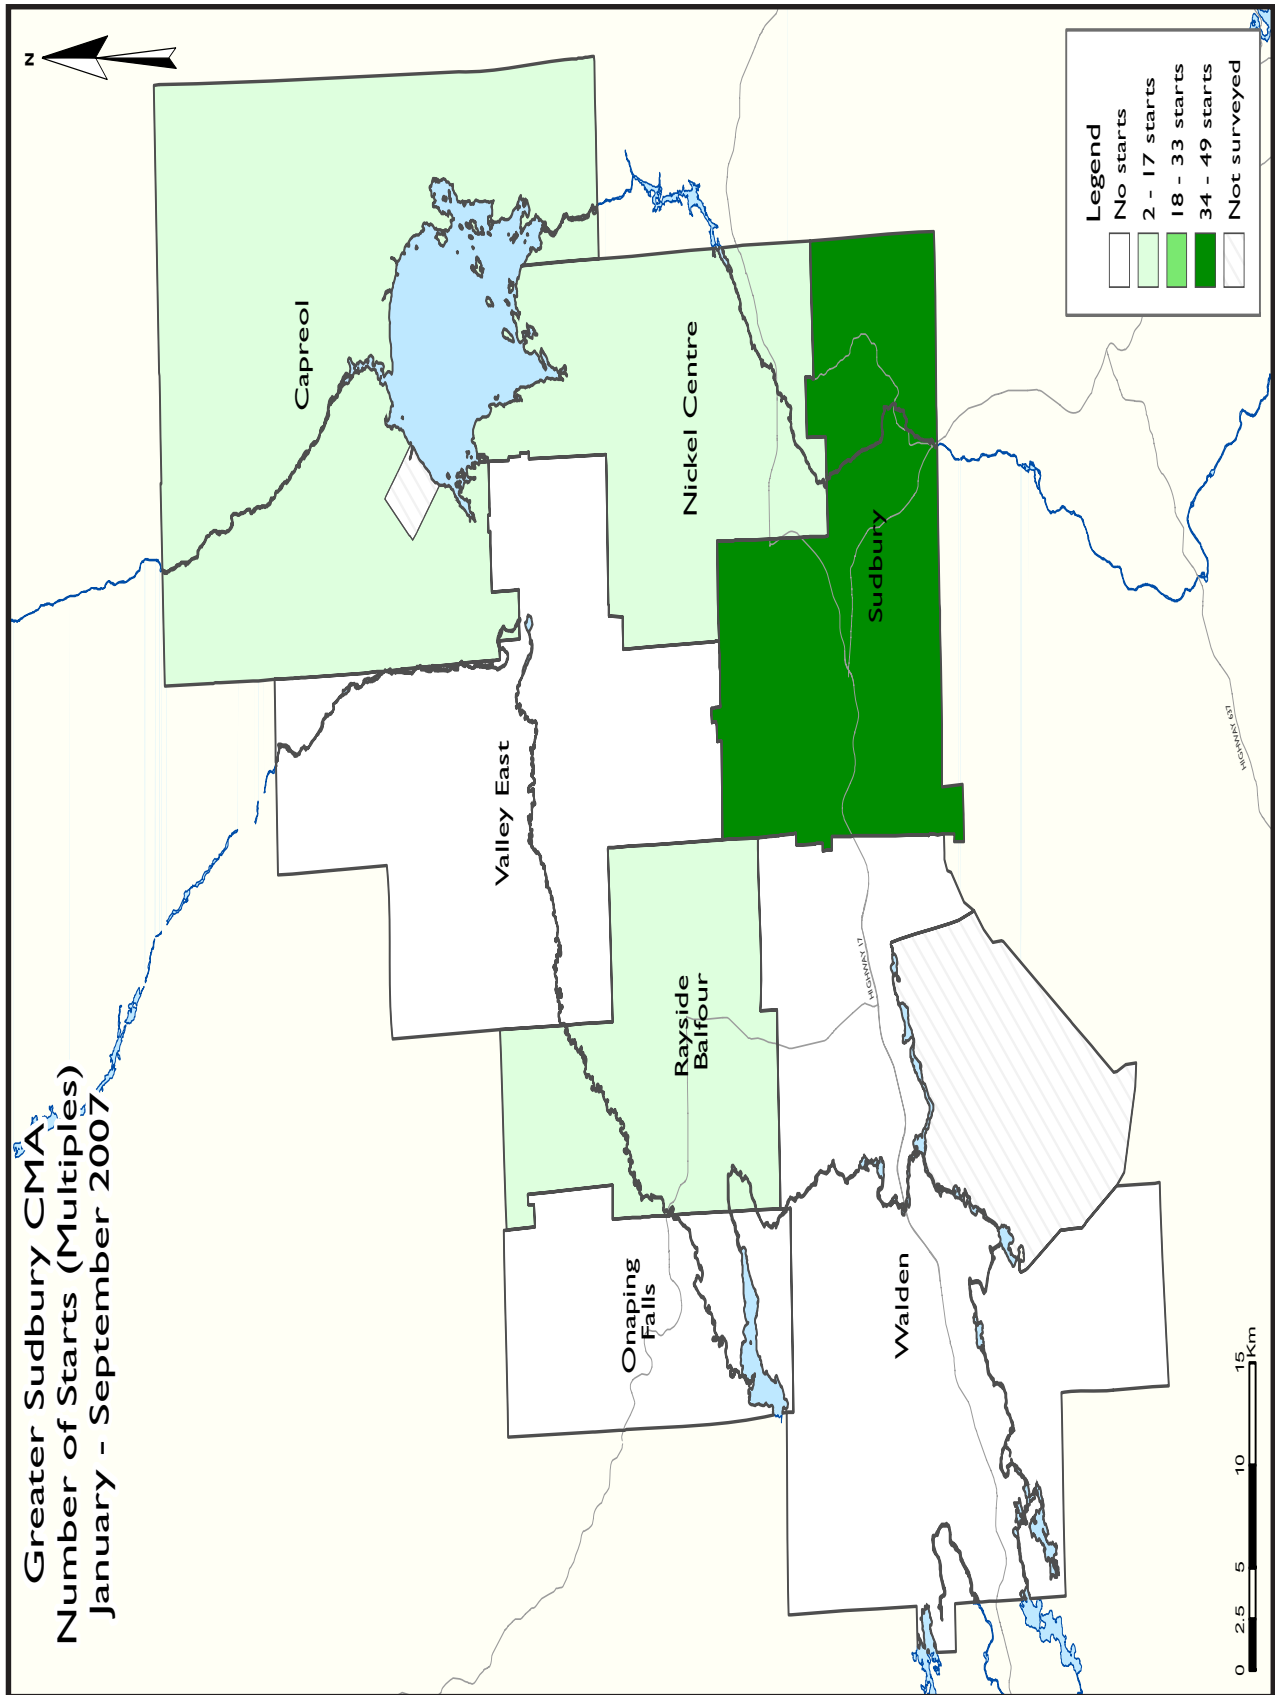 Greater Sudbury CMA
Number of Starts (Multiples)
January - September 2007
N
Capreol
Nickel Centre
Valley East
Sudbury
Rayside
Balfour
Onaping
Falls
Walden
HIGHWAY 17
HIGHWAY 637
Legend
No starts
2 - 17 starts
18 - 33 starts
34 - 49 starts
Not surveyed
0 2.5 5 10 15
Km